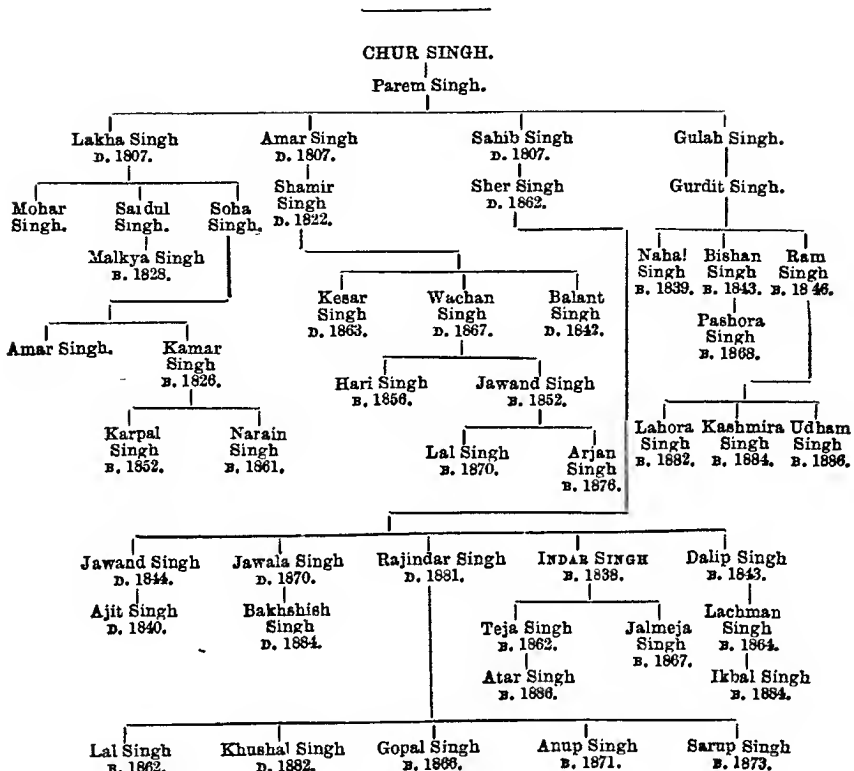 CHUR SINGH.
Parem Singh.
Lakha Singh Amar Singh Sahib Singh Gulab Singh.
D. 1807. D. 1807. D. 1807.
Shamir Singh D. 1822. Sher Singh D. 1862. Gurdit Singh.
Mohar Singh. Saidul Singh. Soha Singh.
Malkya Singh B. 1828.
Nahal Singh B. 1839. Bishan Singh B. 1843. Ram Singh B. 1846.
Kesar Singh D. 1863. Wachan Singh D. 1867. Balant Singh D. 1842.
Pashora Singh B. 1868.
Amar Singh. Kamar Singh B. 1826.
Hari Singh B. 1856. Jawand Singh B. 1852.
Karpal Singh B. 1852. Narain Singh B. 1861.
Lal Singh B. 1870. Arjan Singh B. 1876.
Lahora Singh B. 1882. Kashmira Singh B. 1884. Udham Singh B. 1886.
Jawand Singh D. 1844. Jawala Singh D. 1870. Rajindar Singh D. 1881. INDAR SINGH B. 1838. Dalip Singh B. 1843.
Ajit Singh D. 1840. Bakhshish Singh D. 1884.
Teja Singh B. 1862. Jalmeja Singh B. 1867. Lachman Singh B. 1864.
Atar Singh B. 1886. Ikbal Singh B. 1884.
Lal Singh B. 1862. Khushal Singh D. 1882. Gopal Singh B. 1866. Anup Singh B. 1871. Sarup Singh B. 1873.